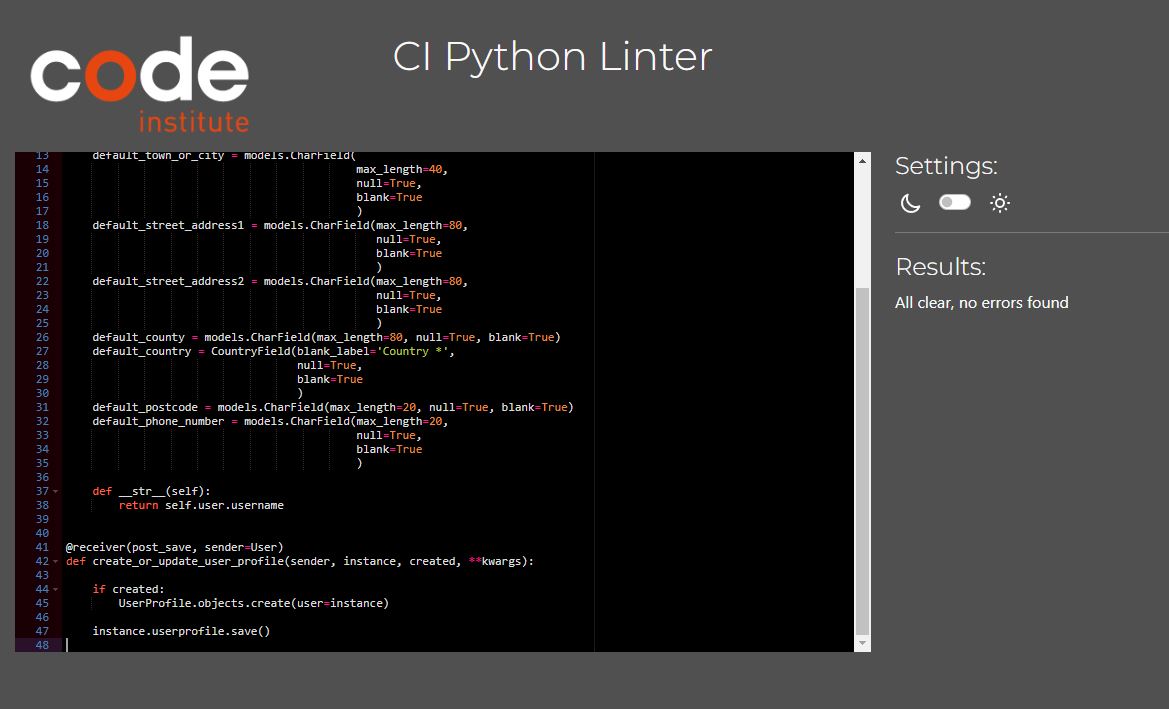 code
institute
CI Python Linter
13 default_town_or_city = models.CharField(
14 max_length=40,
15 null=True,
16 blank=True
17 )
18 default_street_address1 = models.CharField(max_length=80,
19 null=True,
20 blank=True
21 )
22 default_street_address2 = models.CharField(max_length=80,
23 null=True,
24 blank=True
25 )
26 default_county = models.CharField(max_length=80, null=True, blank=True)
27 default_country = CountryField(blank_label='Country *',
28 null=True,
29 blank=True
30 )
31 default_postcode = models.CharField(max_length=20, null=True, blank=True)
32 default_phone_number = models.CharField(max_length=20,
33 null=True,
34 blank=True
35 )
36
37 def __str__(self):
38 return self.user.username
39
40
41 @receiver(post_save, sender=User)
42 def create_or_update_user_profile(sender, instance, created, **kwargs):
43
44 if created:
45 UserProfile.objects.create(user=instance)
46
47 instance.userprofile.save()
48
Settings:
Results:
All clear, no errors found